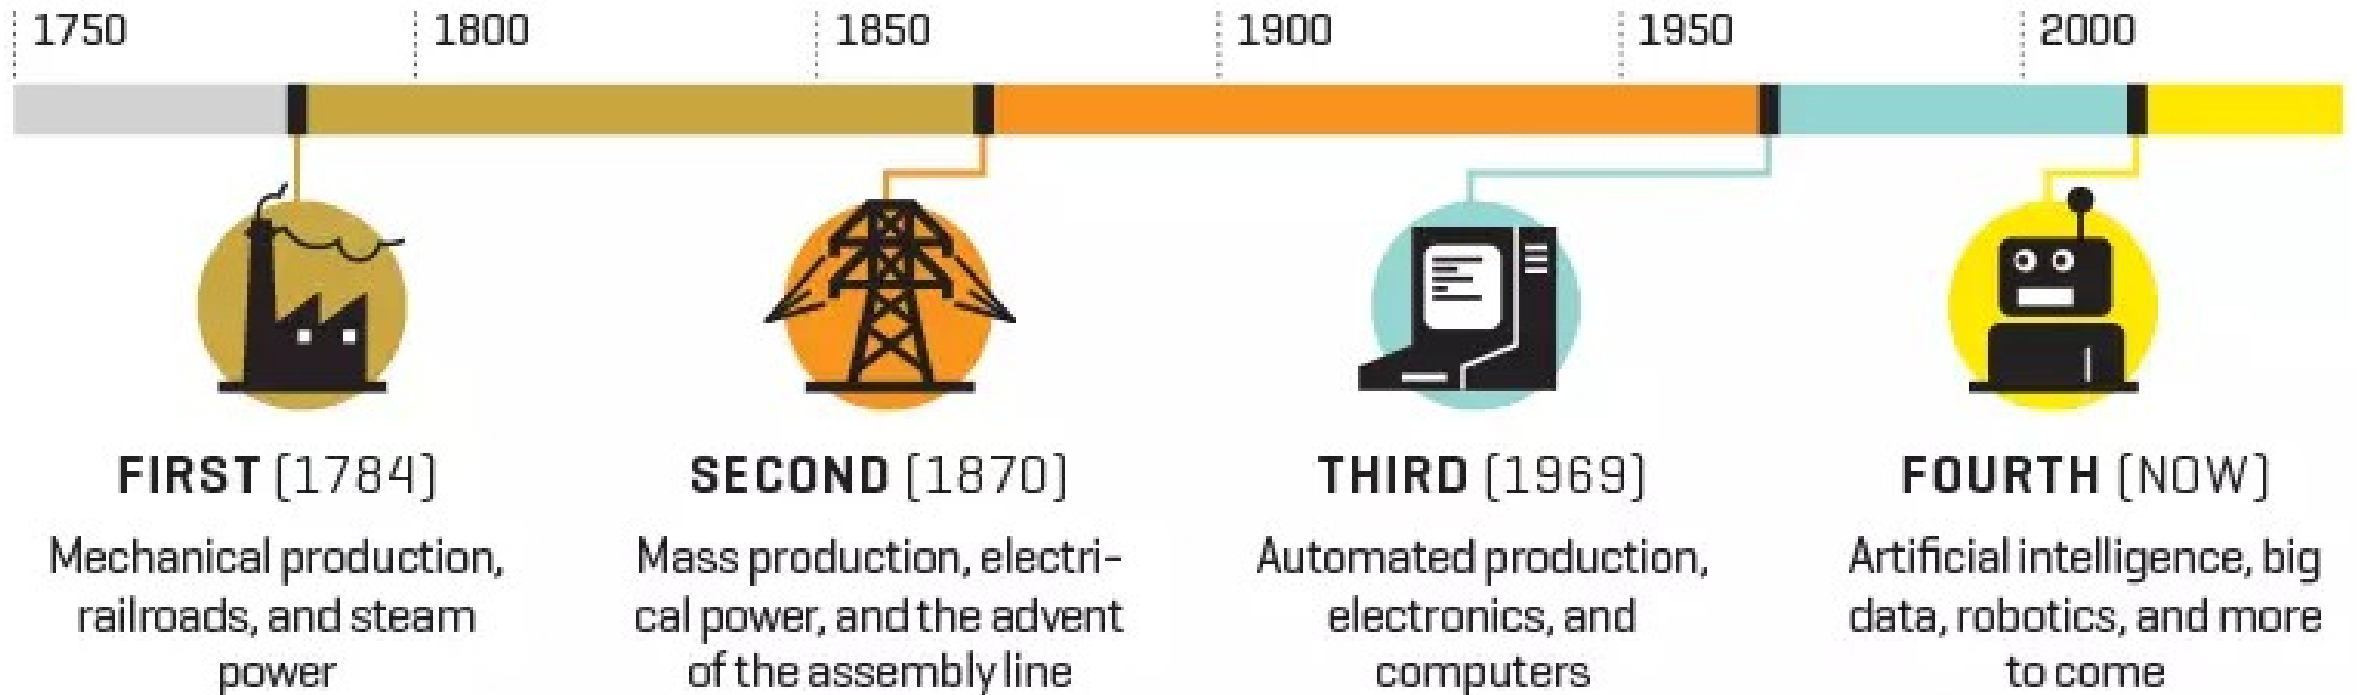 1750
1800
1850
1900
1950
2000
FIRST (1784)
Mechanical production,
railroads, and steam
power
SECOND (1870)
Mass production, electri-
cal power, and the advent
of the assembly line
THIRD (1969)
Automated production,
electronics, and
computers
FOURTH (NOW)
Artificial intelligence, big
data, robotics, and more
to come